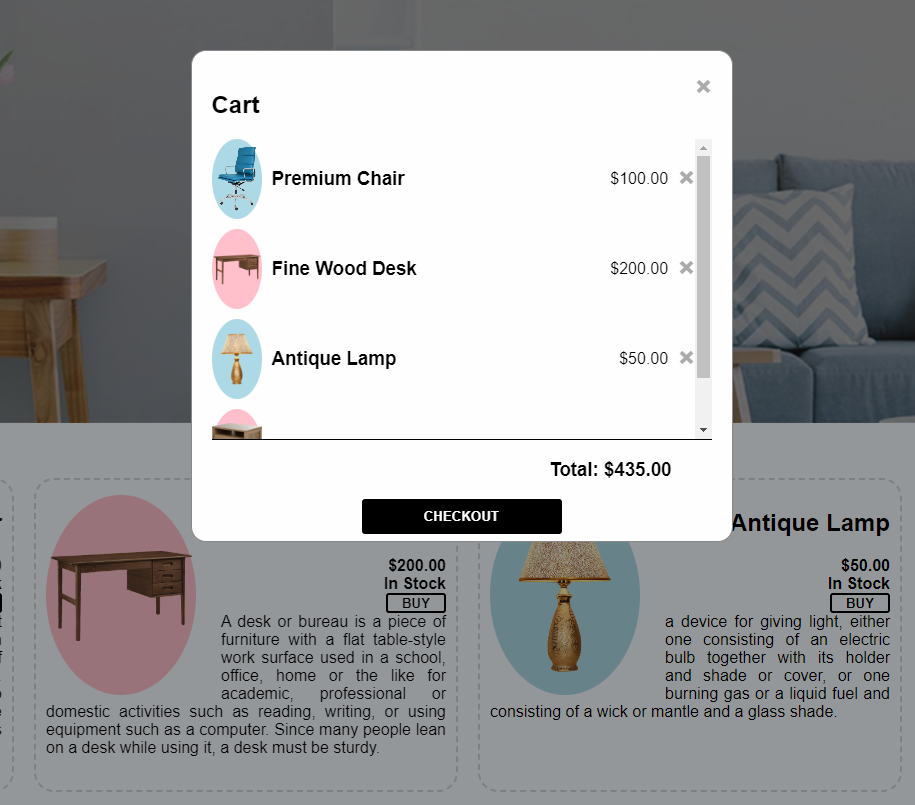 Cart
×
Premium Chair $100.00 ×
Fine Wood Desk $200.00 ×
Antique Lamp $50.00 ×
Total: $435.00
CHECKOUT
$200.00
In Stock
BUY
A desk or bureau is a piece of
furniture with a flat table-style
work surface used in a school,
office, home or the like for
academic, professional or
domestic activities such as reading, writing, or using
equipment such as a computer. Since many people lean
on a desk while using it, a desk must be sturdy.
Antique Lamp
$50.00
In Stock
BUY
a device for giving light, either
one consisting of an electric
bulb together with its holder
and shade or cover, or one
burning gas or a liquid fuel and
consisting of a wick or mantle and a glass shade.